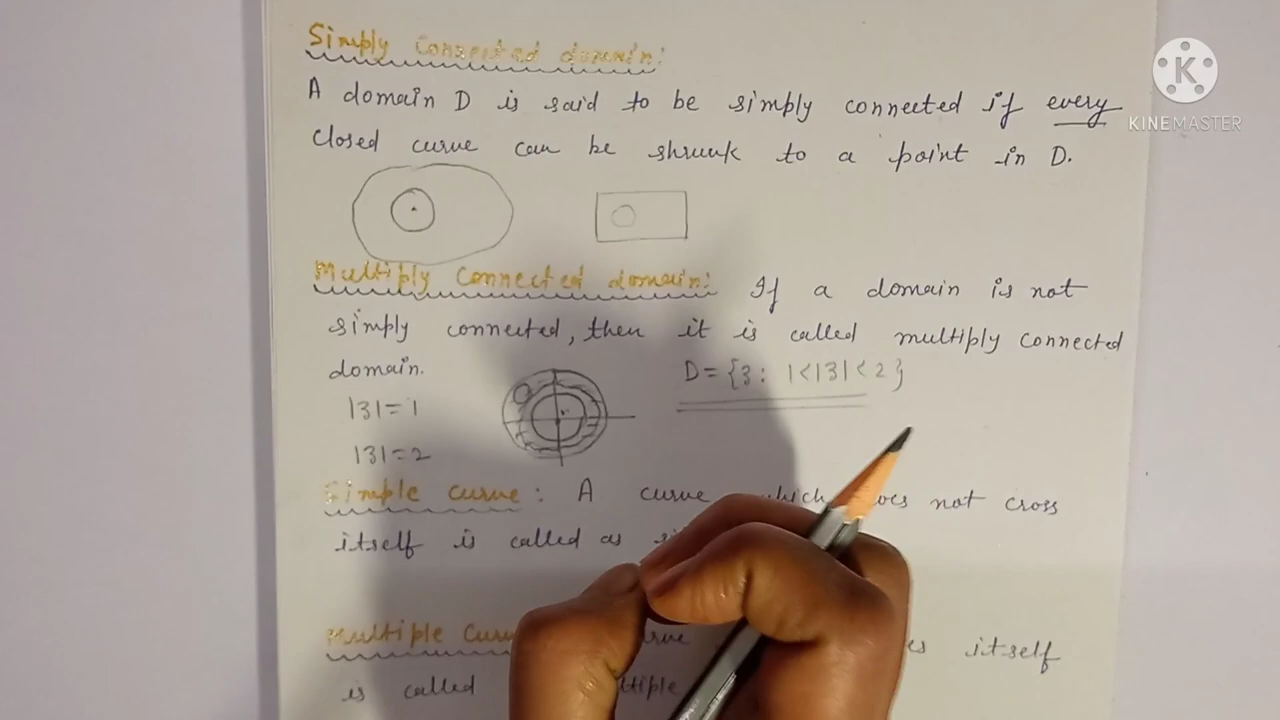 Simply Connected domain:
A domain D is said to be simply connected if every
closed curve can be shrunk to a point in D.
Multiply Connected domain: If a domain is not
simply connected, then it is called multiply connected
domain.
D = {z : 1 < |z| < 2}
|z| = 1
|z| = 2
Simple curve: A curve which does not cross
itself is called as
Multiple itself
is called
K
KINEMASTER